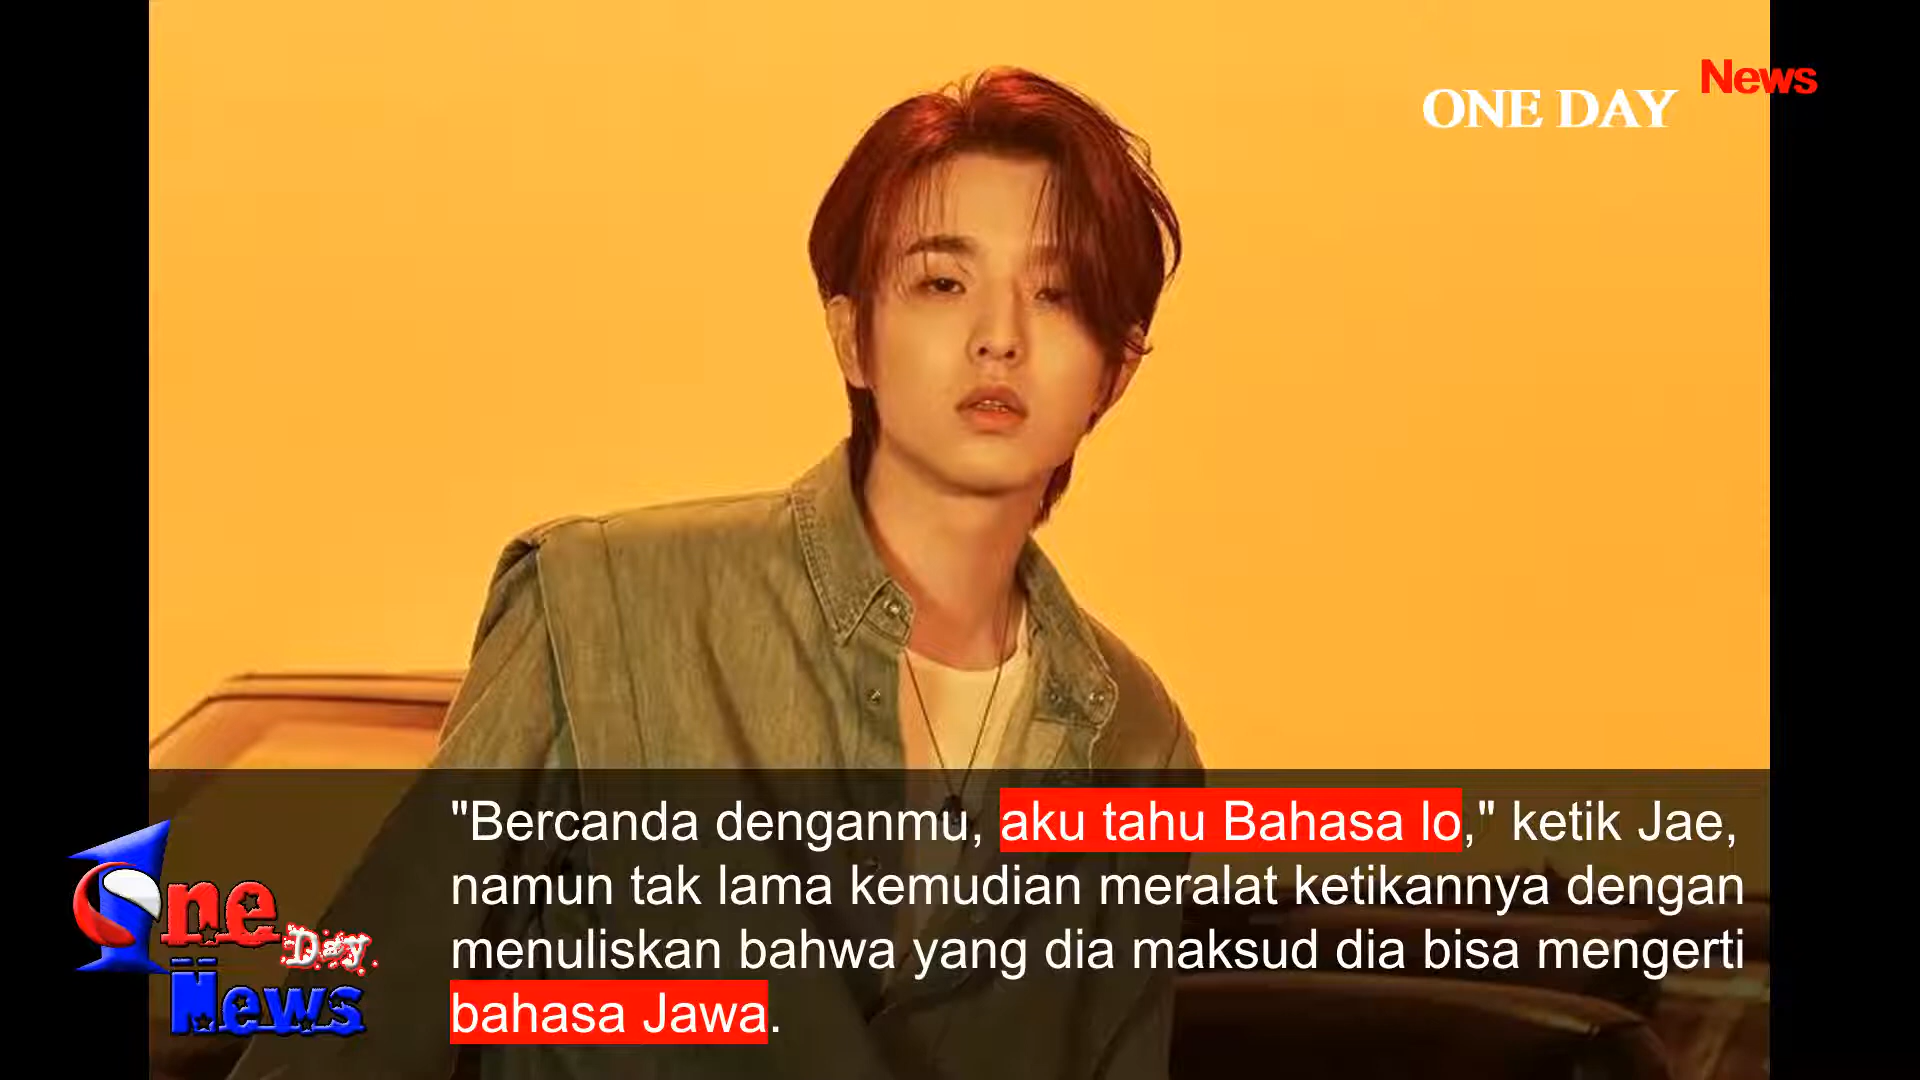 News
ONE DAY
"Bercanda denganmu, aku tahu Bahasa lo," ketik Jae,
namun tak lama kemudian meralat ketikannya dengan
menuliskan bahwa yang dia maksud dia bisa mengerti
bahasa Jawa.
One
Day
News